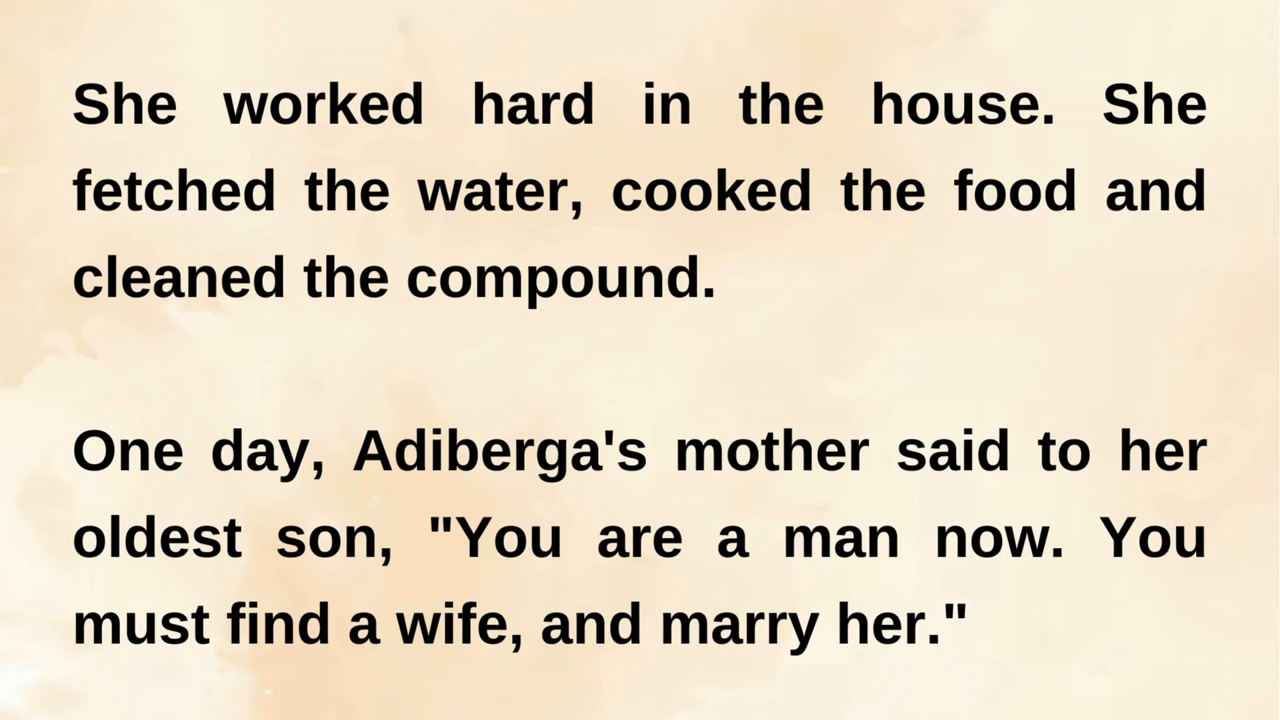 She worked hard in the house. She
fetched the water, cooked the food and
cleaned the compound.
One day, Adiberga's mother said to her
oldest son, "You are a man now. You
must find a wife, and marry her."